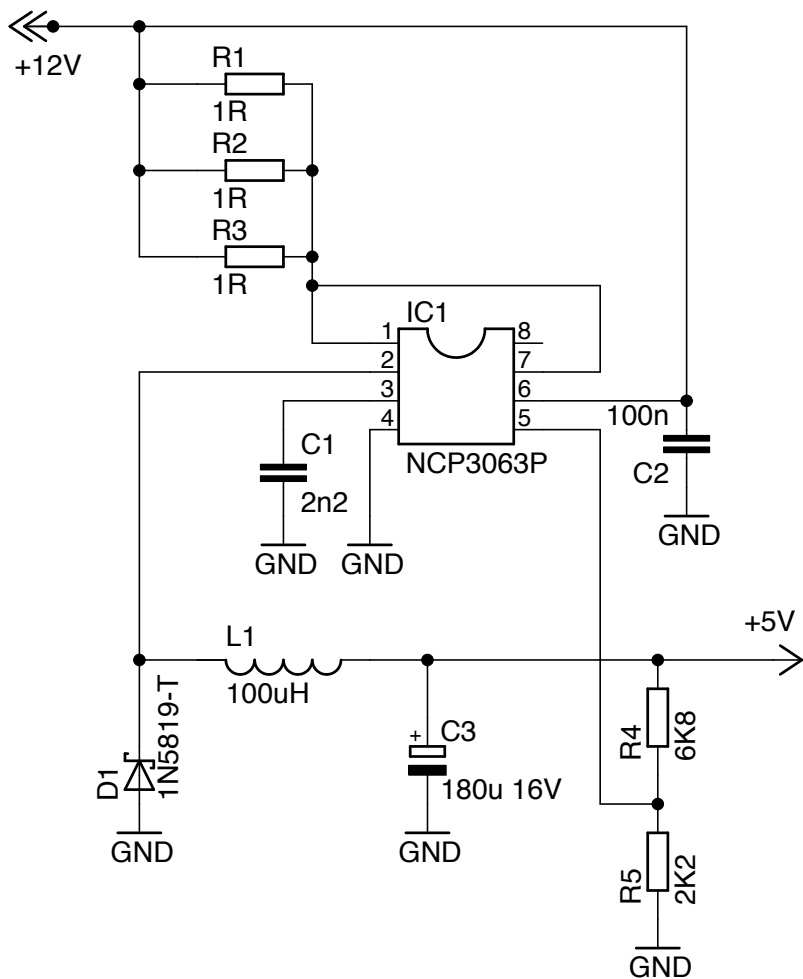 +12V
R1
1R
R2
1R
R3
1R
IC1
1
2
3
4
8
7
6
5
NCP3063P
100n
C2
GND
C1
2n2
GND
GND
+5V
L1
100uH
D1
1N5819-T
GND
+
C3
180u 16V
GND
R4
6K8
R5
2K2
GND